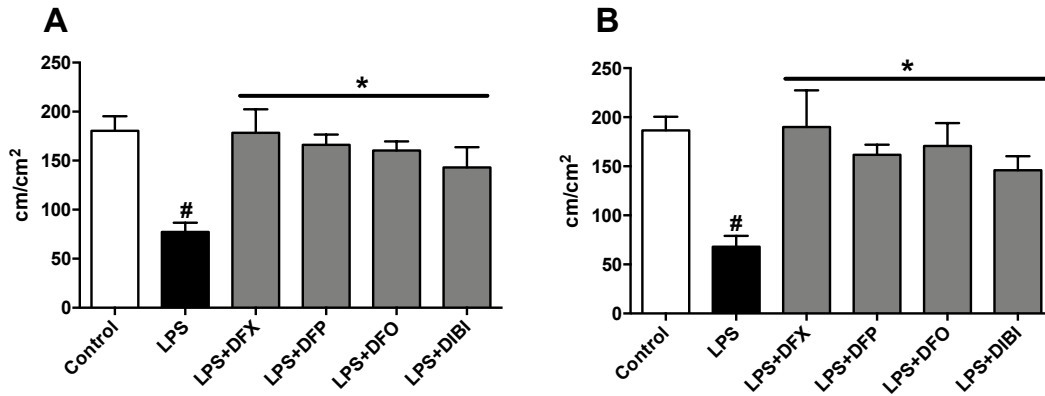 A
cm/cm²
250
200
150
100
50
0
*
#
Control
LPS
LPS+DFX
LPS+DFP
LPS+DFO
LPS+DIBI
B
cm/cm²
250
200
150
100
50
0
*
#
Control
LPS
LPS+DFX
LPS+DFP
LPS+DFO
LPS+DIBI